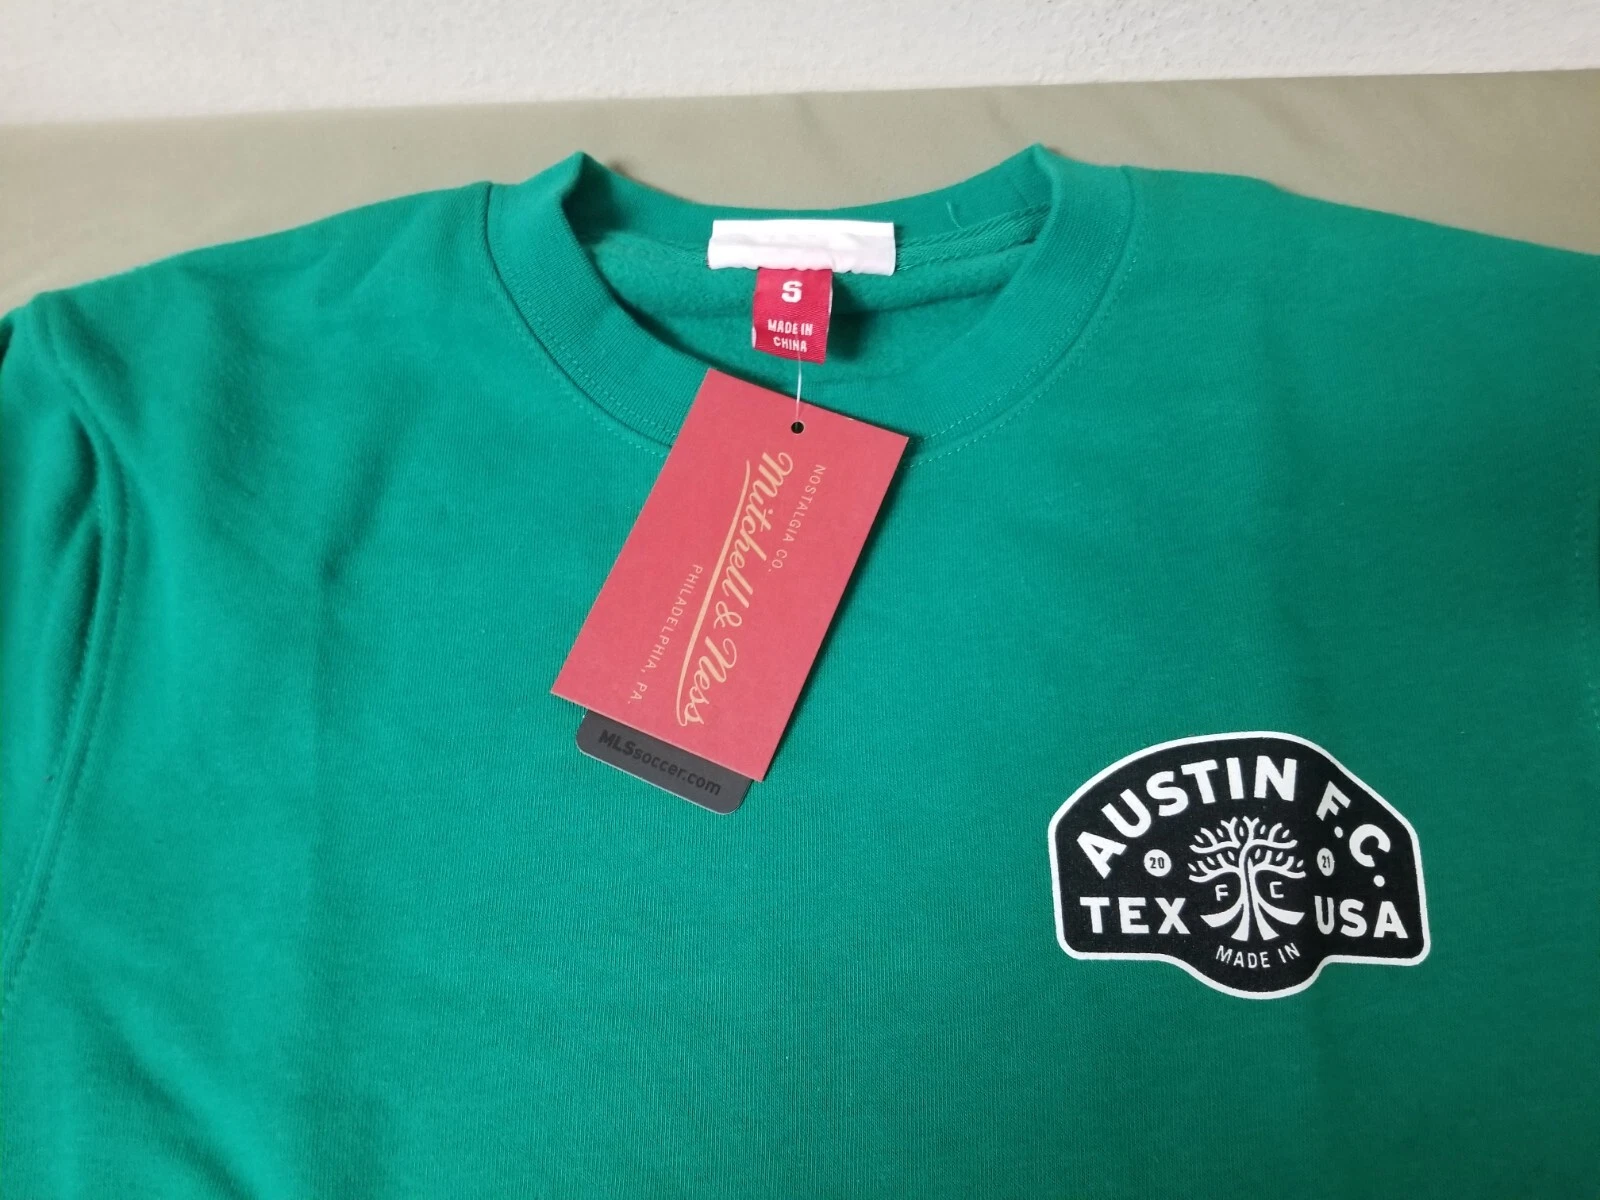 S
MADE IN
CHINA
NOSTALGIA CO.
Mitchell & Ness
PHILADELPHIA, PA.
MLSsoccer.com
AUSTIN F.C.
20 21
F C
TEX USA
MADE IN